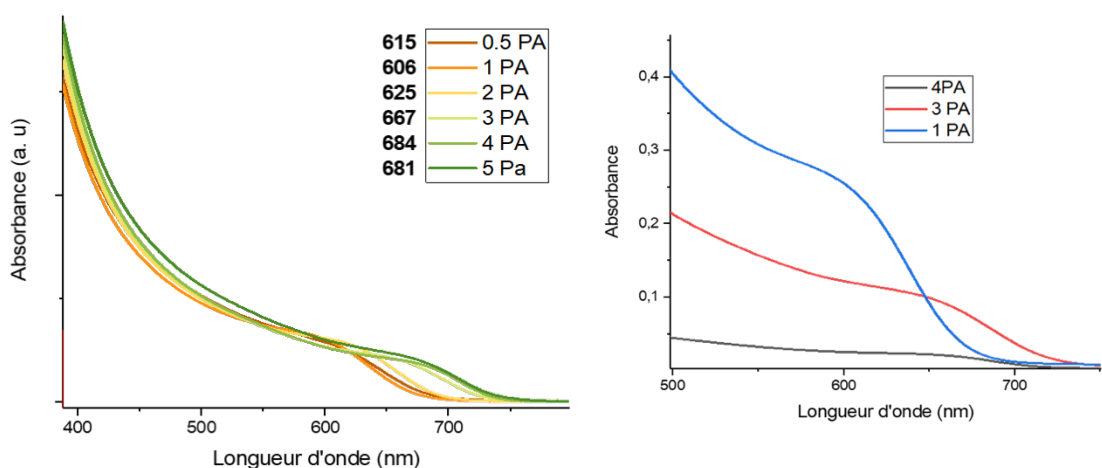 615 0.5 PA
606 1 PA
625 2 PA
667 3 PA
684 4 PA
681 5 Pa
Absorbance (a. u)
400 500 600 700
Longueur d'onde (nm)
4PA
3 PA
1 PA
0,4
0,3
0,2
0,1
Absorbance
500 600 700
Longueur d'onde (nm)